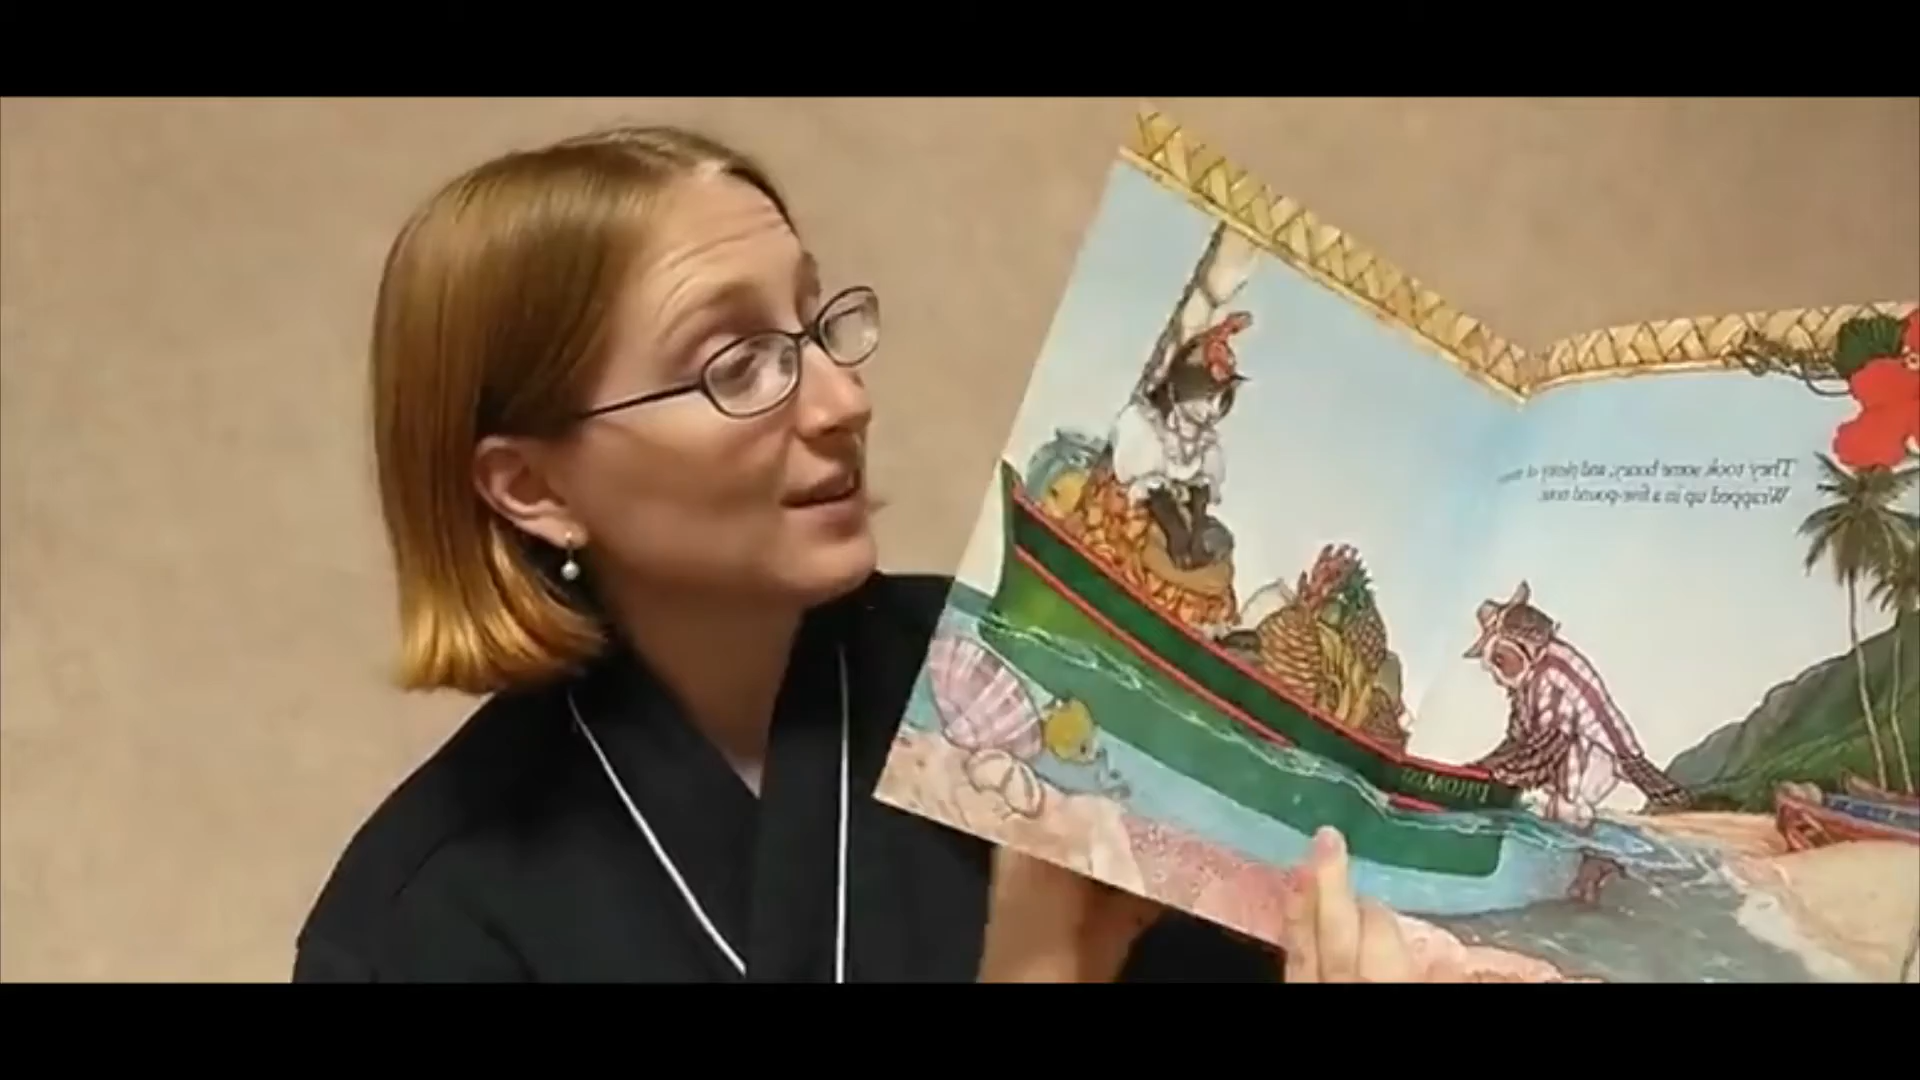 They took some honey, and plenty of
Wrapped up in a five-pound note.